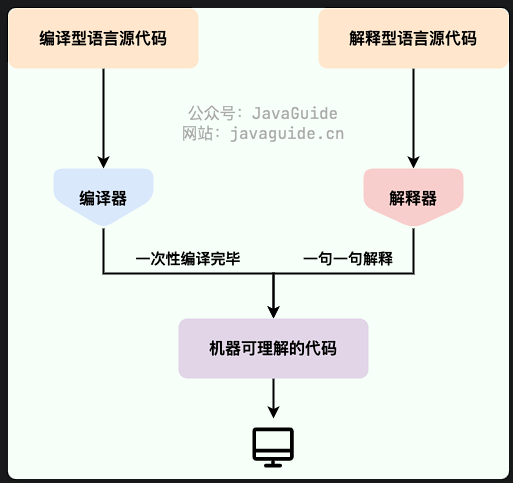 编译型语言源代码
解释型语言源代码
公众号：JavaGuide
网站：javaguide.cn
编译器
解释器
一次性编译完毕
一句一句解释
机器可理解的代码